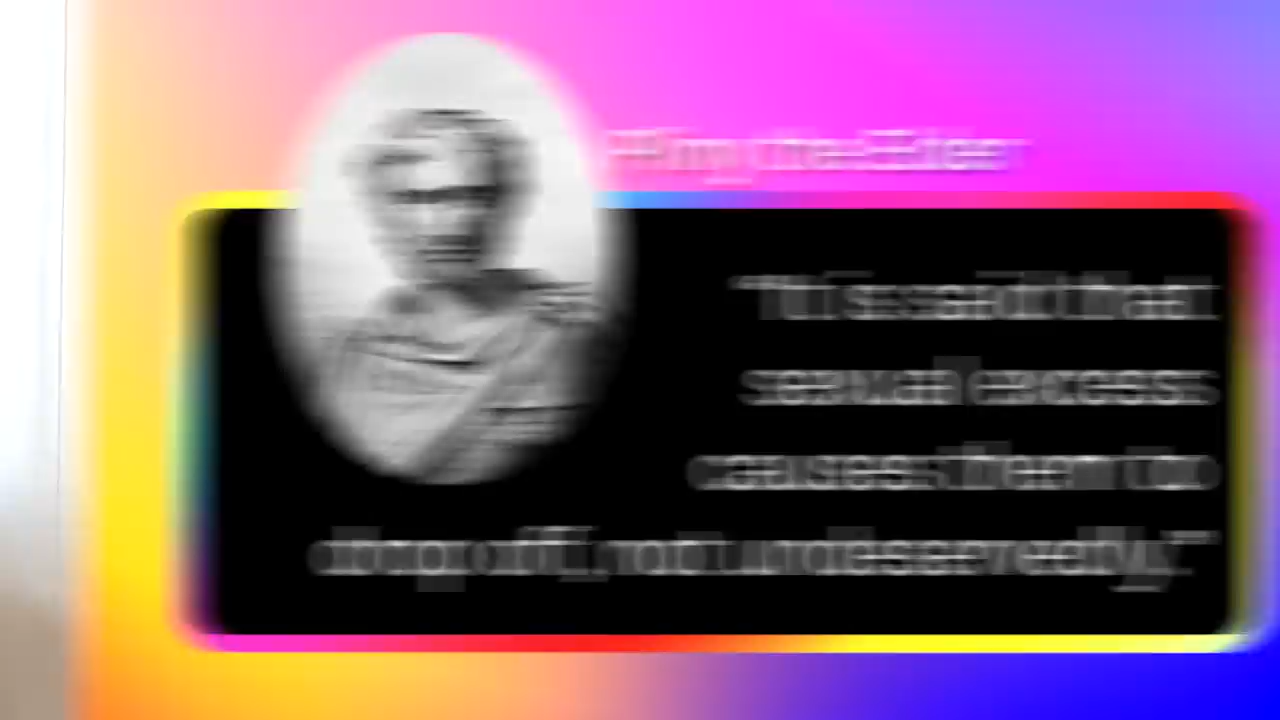 Pliny the Elder
"It is said that
sexual excess
causes them to
drop off, not undeservedly."